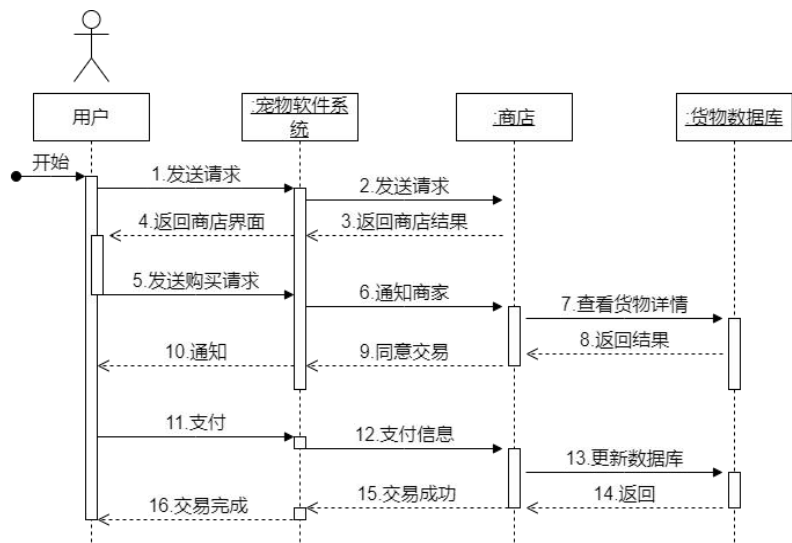 用户
:宠物软件系
统
:商店
:货物数据库
开始
1.发送请求
2.发送请求
4.返回商店界面
3.返回商店结果
5.发送购买请求
6.通知商家
7.查看货物详情
8.返回结果
10.通知
9.同意交易
11.支付
12.支付信息
13.更新数据库
14.返回
15.交易成功
16.交易完成